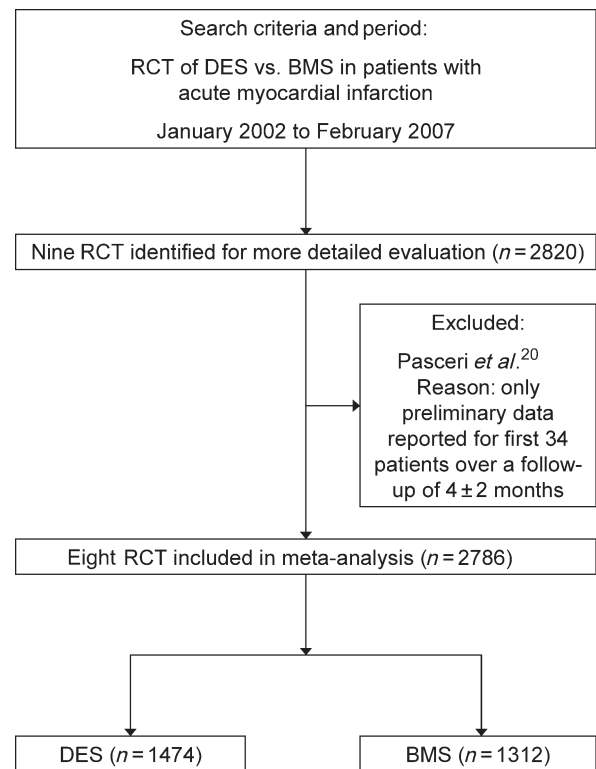 Search criteria and period:
RCT of DES vs. BMS in patients with
acute myocardial infarction
January 2002 to February 2007
Nine RCT identified for more detailed evaluation (n = 2820)
Excluded:
Pasceri et al.²⁰
Reason: only
preliminary data
reported for first 34
patients over a follow-
up of 4 ± 2 months
Eight RCT included in meta-analysis (n = 2786)
DES (n = 1474)
BMS (n = 1312)